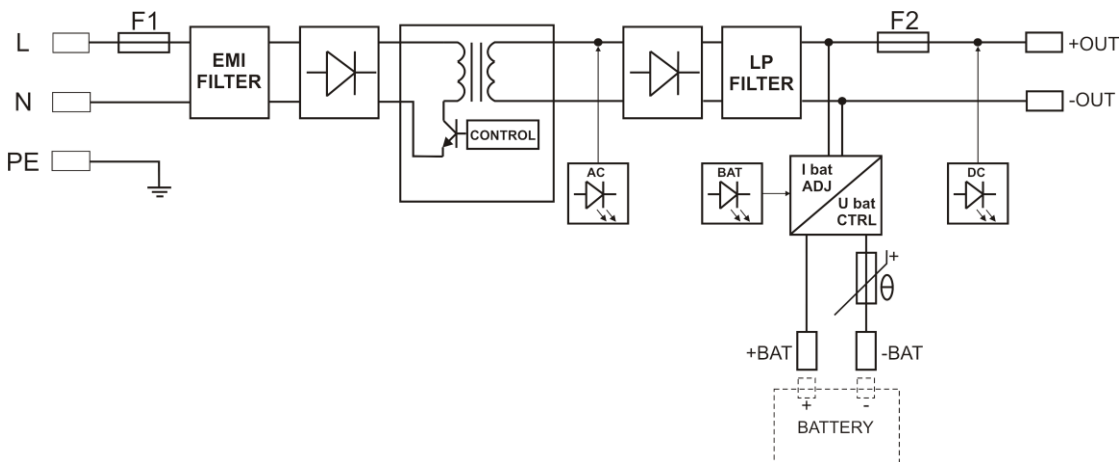 F1
F2
L
EMI
FILTER
LP
FILTER
+OUT
N
-OUT
CONTROL
PE
AC
BAT
I bat
ADJ
U bat
CTRL
DC
+
θ
+BAT
-BAT
+
-
BATTERY